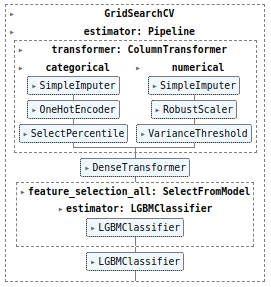 ▸ GridSearchCV
▸ estimator: Pipeline
▸ transformer: ColumnTransformer
▸ categorical ▸ numerical
▸ SimpleImputer ▸ SimpleImputer
▸ OneHotEncoder ▸ RobustScaler
▸ SelectPercentile ▸ VarianceThreshold
▸ DenseTransformer
▸ feature_selection_all: SelectFromModel
▸ estimator: LGBMClassifier
▸ LGBMClassifier
▸ LGBMClassifier